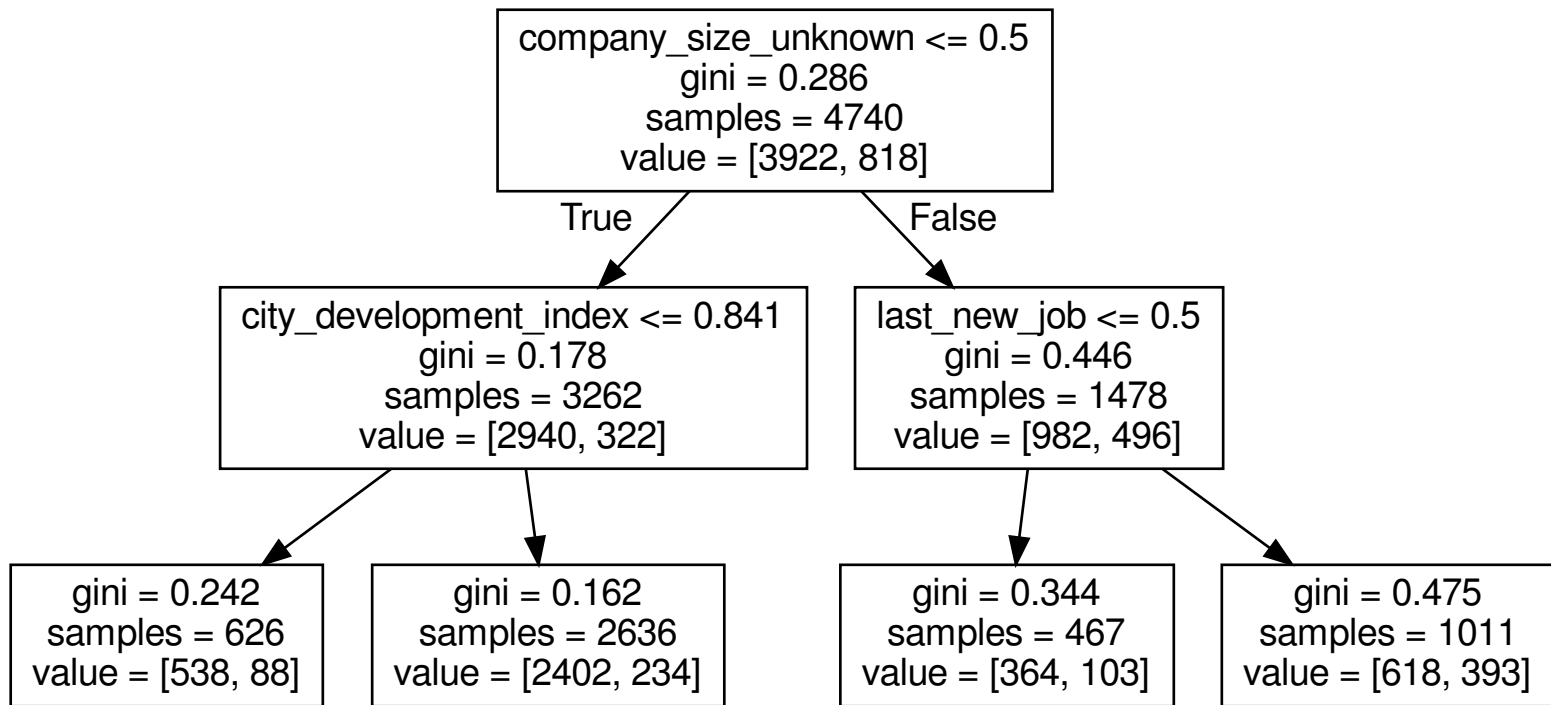 company_size_unknown <= 0.5
gini = 0.286
samples = 4740
value = [3922, 818]
True
False
city_development_index <= 0.841
gini = 0.178
samples = 3262
value = [2940, 322]
last_new_job <= 0.5
gini = 0.446
samples = 1478
value = [982, 496]
gini = 0.242
samples = 626
value = [538, 88]
gini = 0.162
samples = 2636
value = [2402, 234]
gini = 0.344
samples = 467
value = [364, 103]
gini = 0.475
samples = 1011
value = [618, 393]